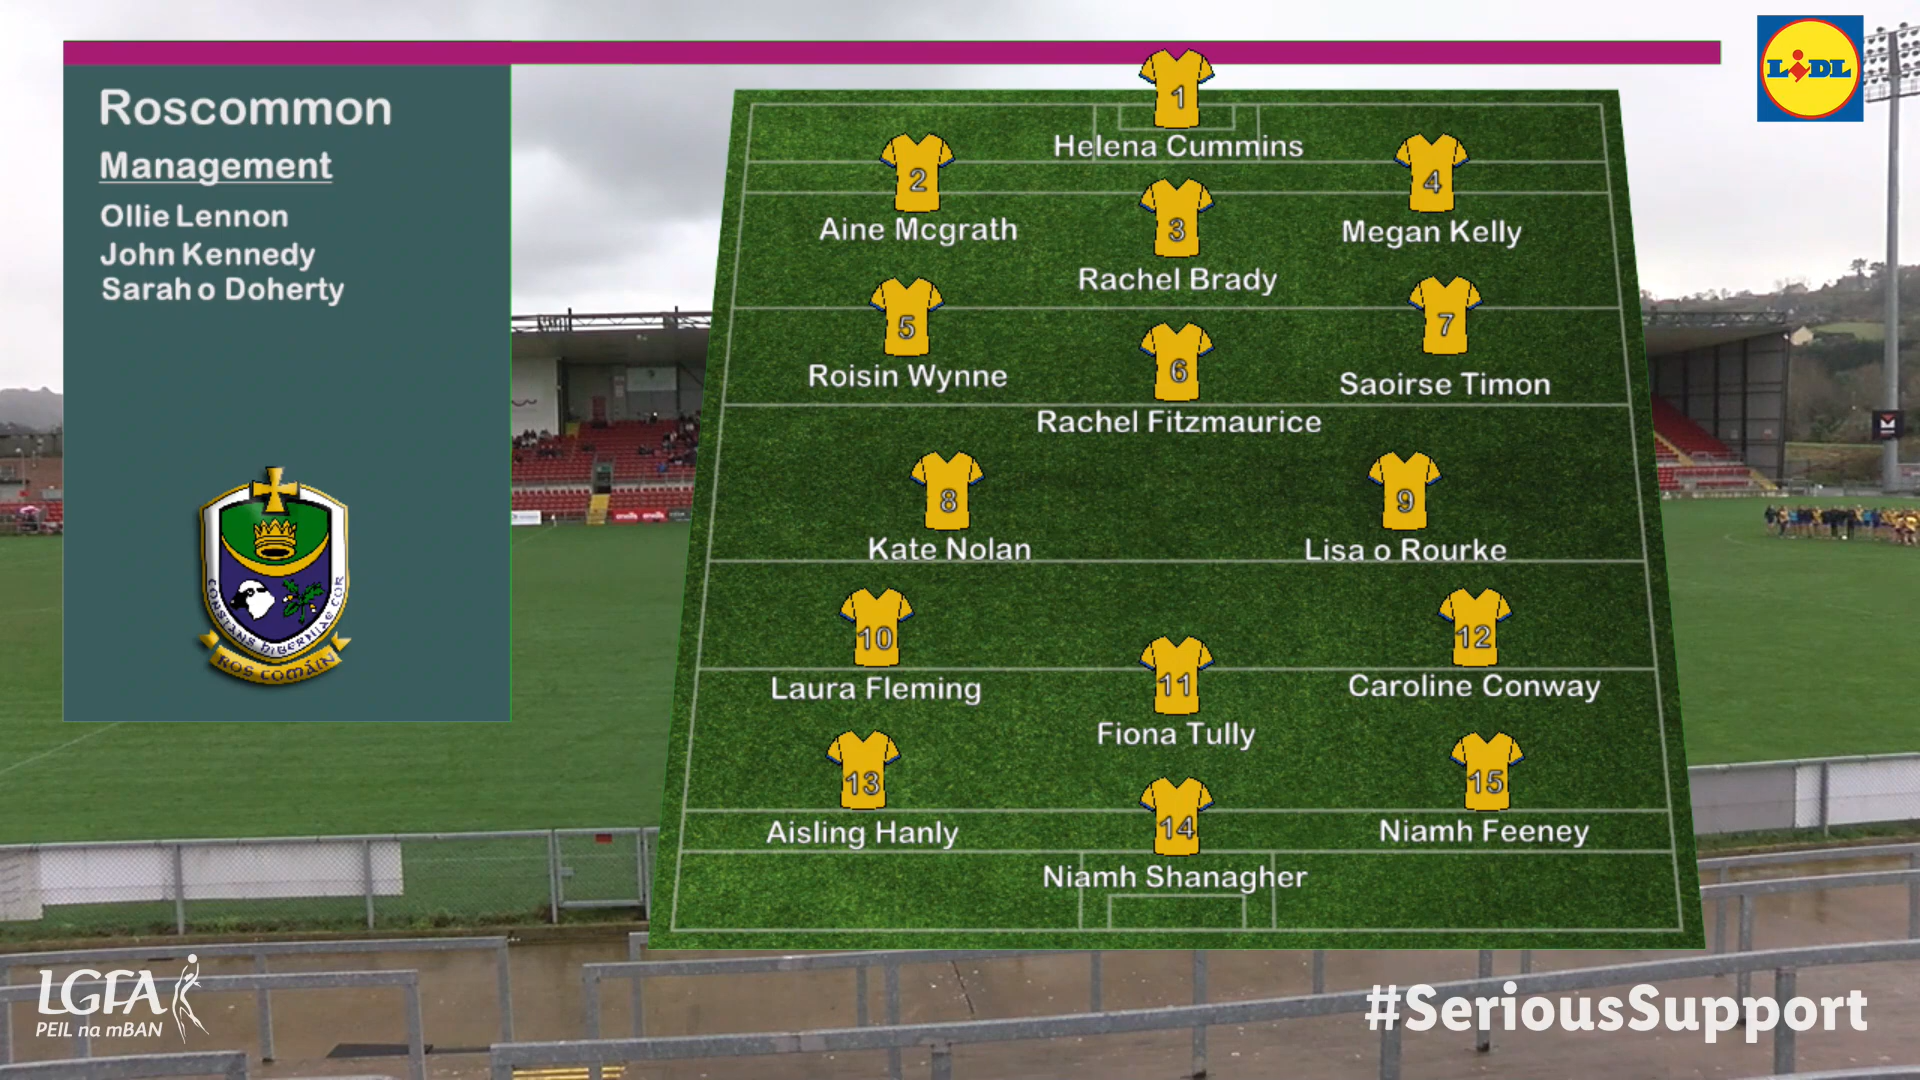 LIDL
Roscommon
Management
Ollie Lennon
John Kennedy
Sarah o Doherty
CONSTANS HIBERNIAE COR
ROS COMÁIN
1
Helena Cummins
2
Aine Mcgrath
3
Rachel Brady
4
Megan Kelly
5
Roisin Wynne
6
Rachel Fitzmaurice
7
Saoirse Timon
8
Kate Nolan
9
Lisa o Rourke
10
Laura Fleming
11
Fiona Tully
12
Caroline Conway
13
Aisling Hanly
14
Niamh Shanagher
15
Niamh Feeney
LGFA
PEIL na mBAN
#SeriousSupport